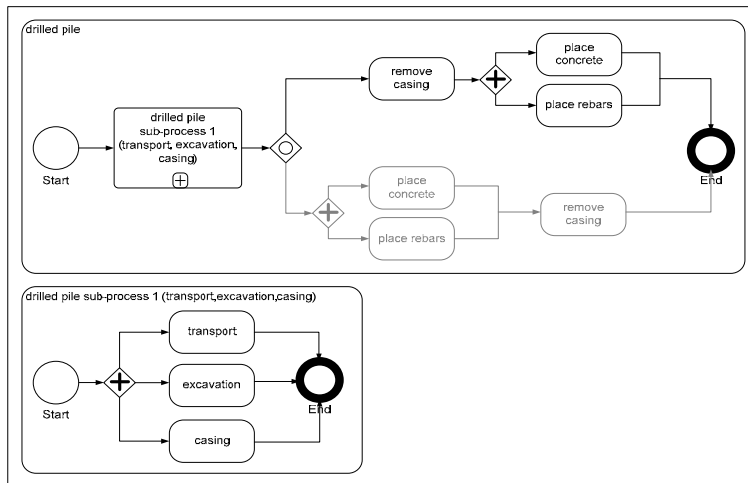 drilled pile
place
concrete
remove
casing
place rebars
drilled pile
sub-process 1
(transport, excavation,
casing)
Start
End
place
concrete
remove
casing
place rebars
drilled pile sub-process 1 (transport,excavation,casing)
transport
excavation
Start
End
casing